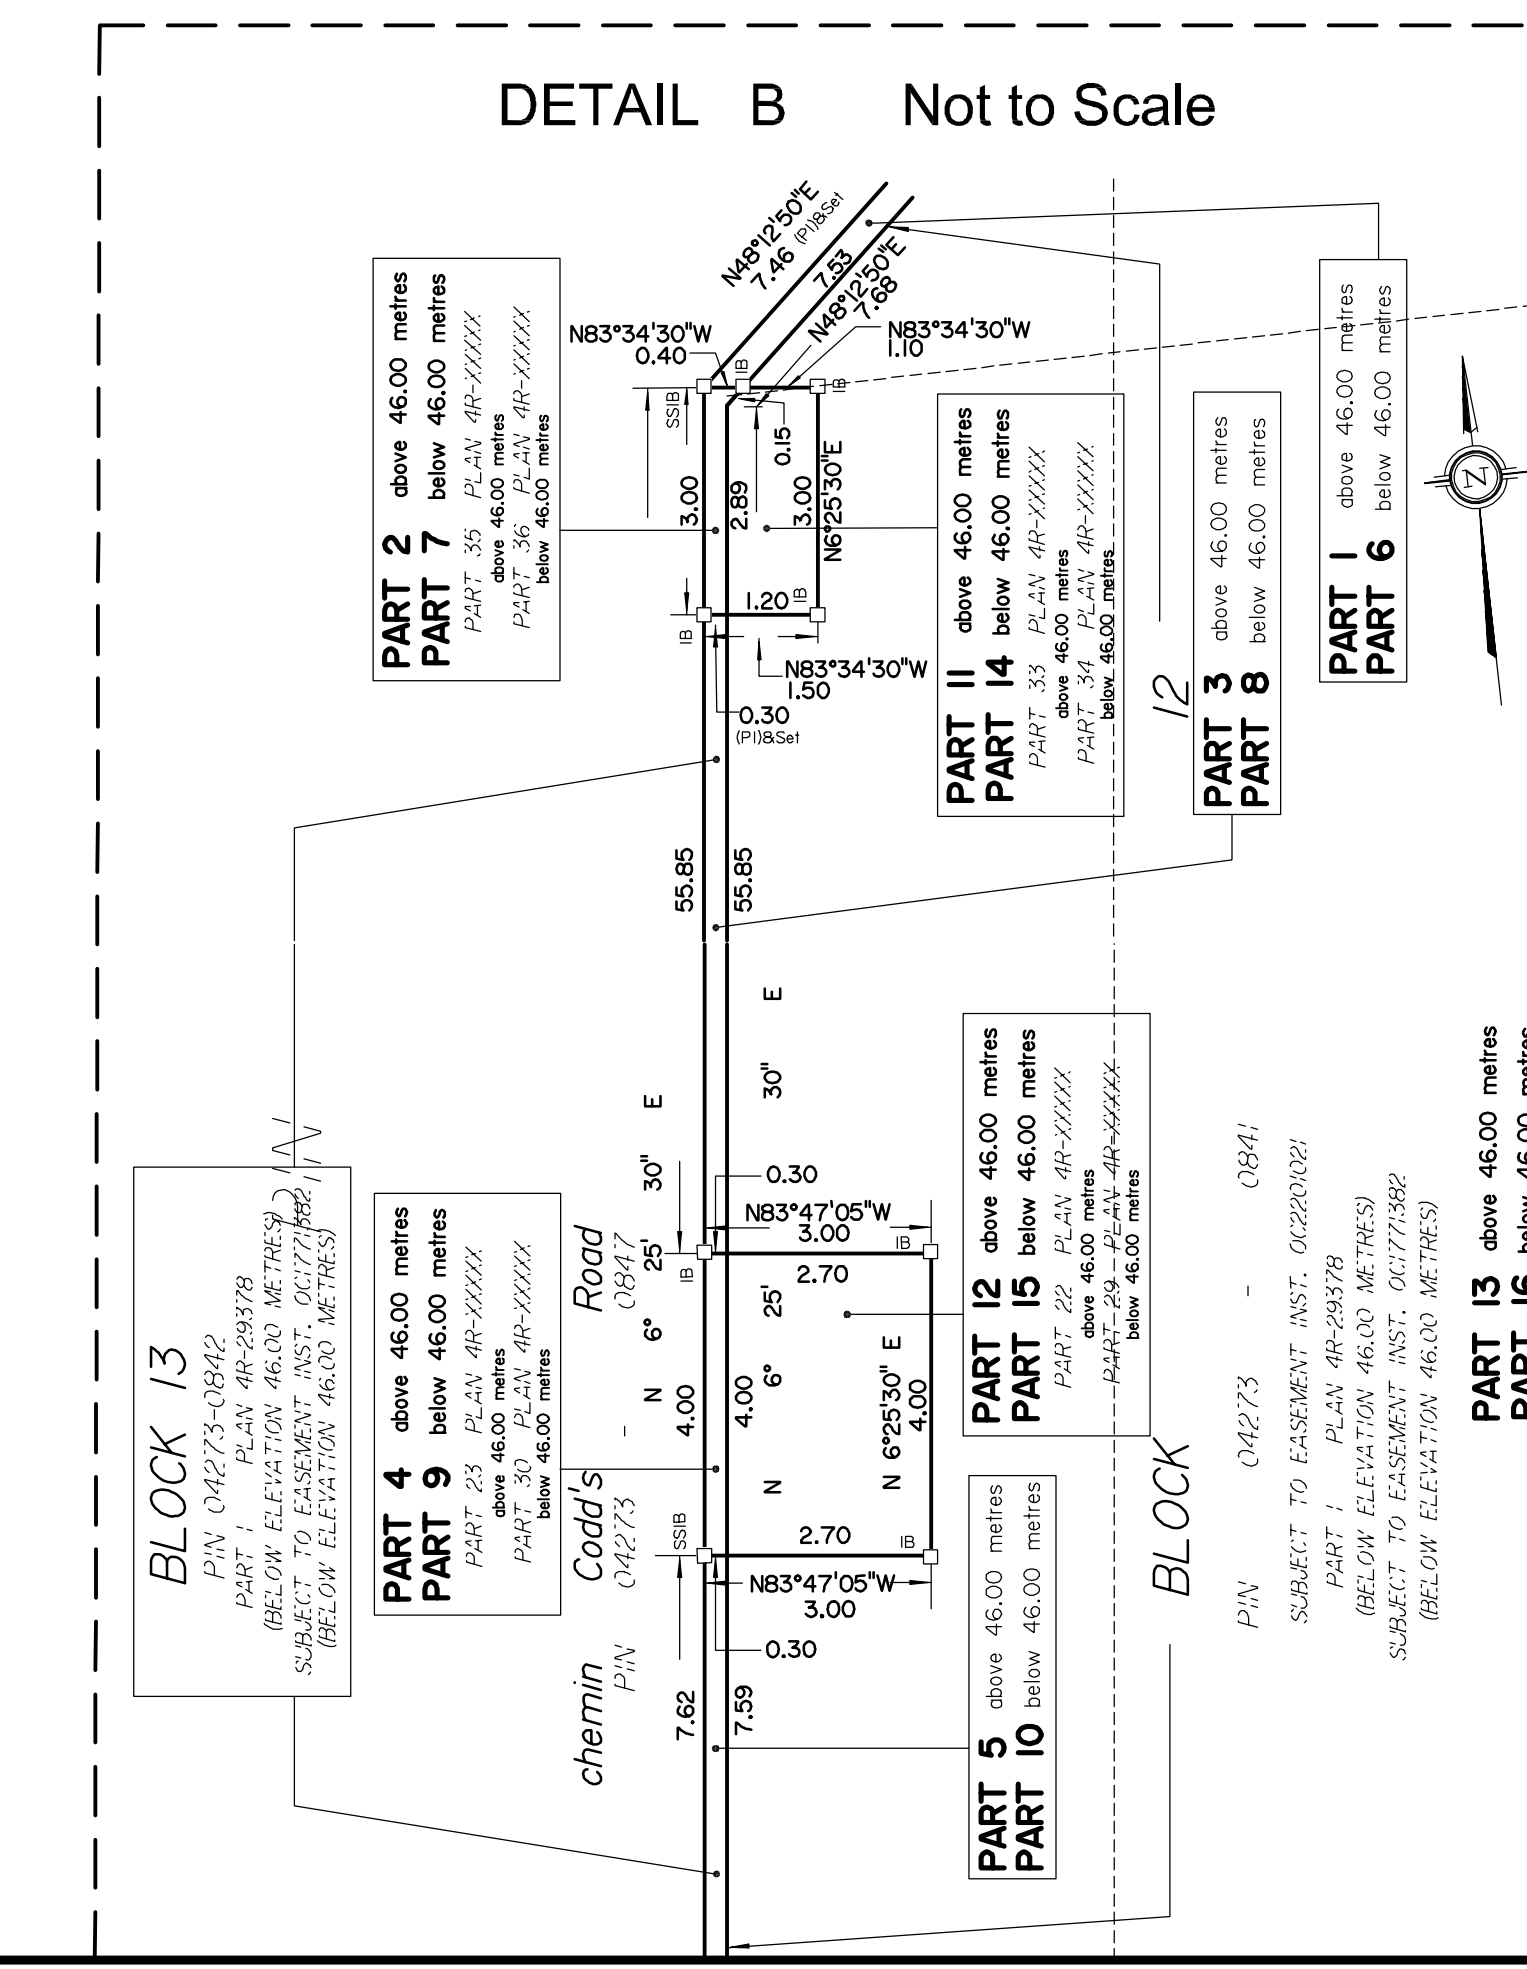 DETAIL B Not to Scale
N48°12'50"E
7.46 (P1)&Set
7.53
N48°12'50"E
7.68
N83°34'30"W
0.40
N83°34'30"W
1.10
IB
IB
SSIB
3.00
2.89
0.15
3.00
N6°25'30"E
1.20
IB
IB
N83°34'30"W
1.50
0.30
(P1)&Set
PART 2 above 46.00 metres
PART 7 below 46.00 metres
PART 35 PLAN 4R-XXXXX
above 46.00 metres
PART 36 PLAN 4R-XXXXX
below 46.00 metres
PART 11 above 46.00 metres
PART 14 below 46.00 metres
PART 33 PLAN 4R-XXXXX
above 46.00 metres
PART 34 PLAN 4R-XXXXX
below 46.00 metres
PART 3 above 46.00 metres
PART 8 below 46.00 metres
PART 1 above 46.00 metres
PART 6 below 46.00 metres
N
55.85
55.85
BLOCK 13
PIN 04273-0842
PART 1 PLAN 4R-29378
(BELOW ELEVATION 46.00 METRES)
SUBJECT TO EASEMENT INST. OC1771382
(BELOW ELEVATION 46.00 METRES)
PART 4 above 46.00 metres
PART 9 below 46.00 metres
PART 23 PLAN 4R-XXXXX
above 46.00 metres
PART 30 PLAN 4R-XXXXX
below 46.00 metres
chemin Codd's Road
PIN 04273 - 0847
N 6° 25' 30" E
N 6° 25' 30" E
0.30
N83°47'05"W
3.00
IB
IB
2.70
4.00
4.00
N 6°25'30" E
4.00
SSIB
2.70
IB
N83°47'05"W
3.00
0.30
7.62
7.59
PART 12 above 46.00 metres
PART 15 below 46.00 metres
PART 22 PLAN 4R-XXXXX
above 46.00 metres
PART 29 PLAN 4R-XXXXX
below 46.00 metres
PART 5 above 46.00 metres
PART 10 below 46.00 metres
BLOCK 12
PIN 04273 - 0841
SUBJECT TO EASEMENT INST. OC2201021
PART 1 PLAN 4R-29378
(BELOW ELEVATION 46.00 METRES)
SUBJECT TO EASEMENT INST. OC1771382
(BELOW ELEVATION 46.00 METRES)
PART 13 above 46.00 metres
PART 16 below 46.00 metres